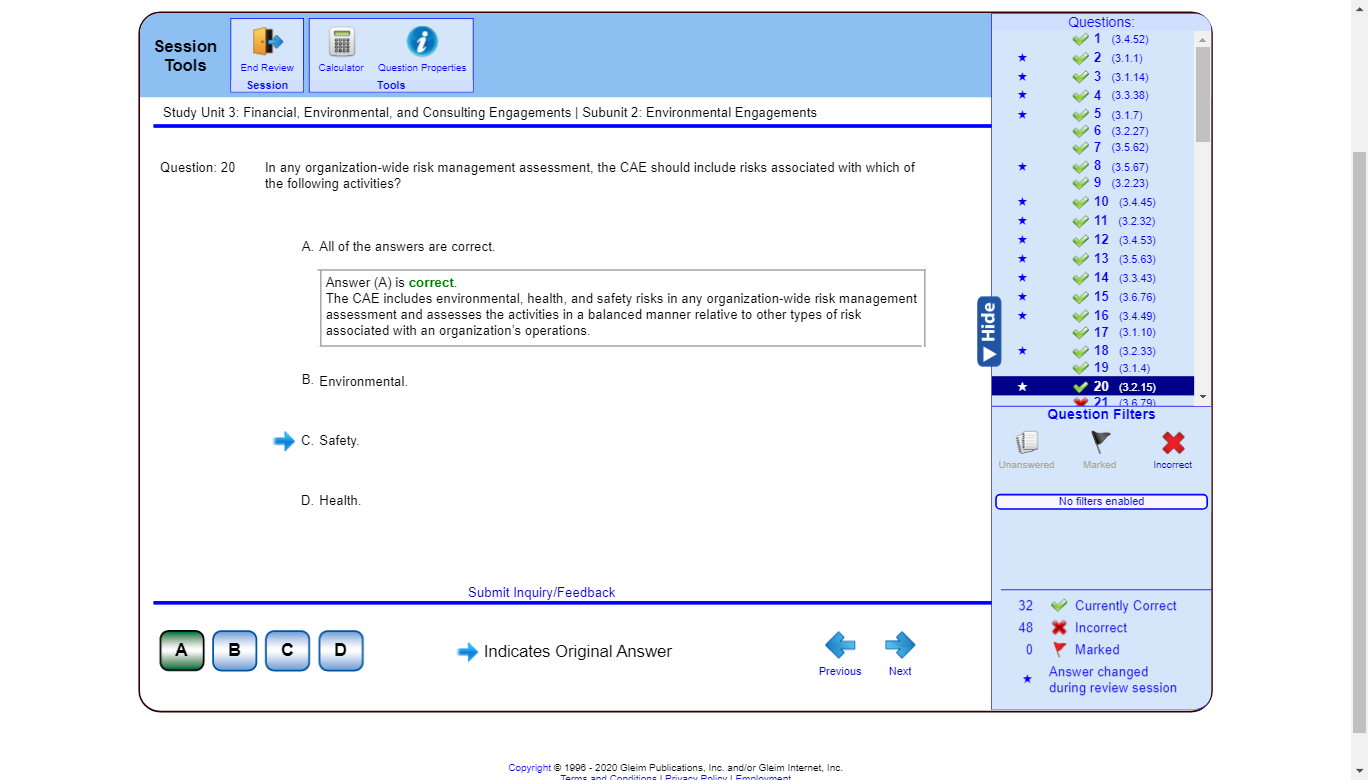 Session
Tools
End Review
Session
Calculator
Question Properties
Tools
Study Unit 3: Financial, Environmental, and Consulting Engagements | Subunit 2: Environmental Engagements
Question: 20
In any organization-wide risk management assessment, the CAE should include risks associated with which of
the following activities?
A. All of the answers are correct.
Answer (A) is correct.
The CAE includes environmental, health, and safety risks in any organization-wide risk management
assessment and assesses the activities in a balanced manner relative to other types of risk
associated with an organization's operations.
B. Environmental.
C. Safety.
D. Health.
Submit Inquiry/Feedback
A B C D
Indicates Original Answer
Previous
Next
Questions:
1 (3.4.52)
2 (3.1.1)
3 (3.1.14)
4 (3.3.38)
5 (3.1.7)
6 (3.2.27)
7 (3.5.62)
8 (3.5.67)
9 (3.2.23)
10 (3.4.45)
11 (3.2.32)
12 (3.4.53)
13 (3.5.63)
14 (3.3.43)
15 (3.6.76)
16 (3.4.49)
17 (3.1.10)
18 (3.2.33)
19 (3.1.4)
20 (3.2.15)
21 (3.6.79)
Hide
Question Filters
Unanswered
Marked
Incorrect
No filters enabled
32 Currently Correct
48 Incorrect
0 Marked
Answer changed
during review session
Copyright © 1996 - 2020 Gleim Publications, Inc. and/or Gleim Internet, Inc.
Terms and Conditions | Privacy Policy | Employment